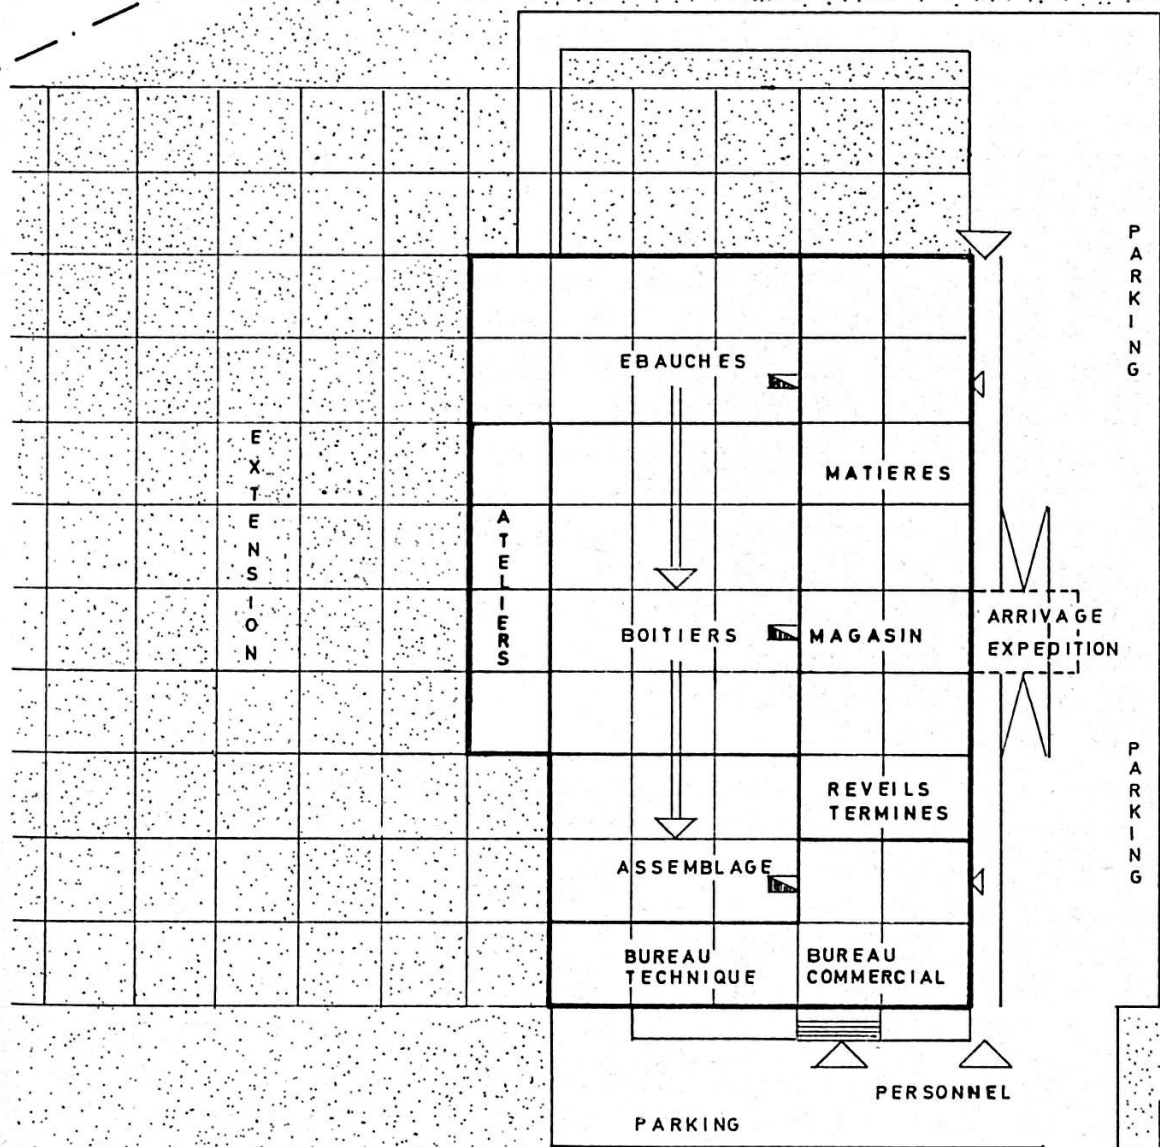 PARKING
EBAUCHES
EXTENSION
MATIERES
ATELIERS
ARRIVAGE
EXPEDITION
BOITIERS
MAGASIN
PARKING
REVEILS
TERMINES
ASSEMBLAGE
BUREAU
TECHNIQUE
BUREAU
COMMERCIAL
PERSONNEL
PARKING